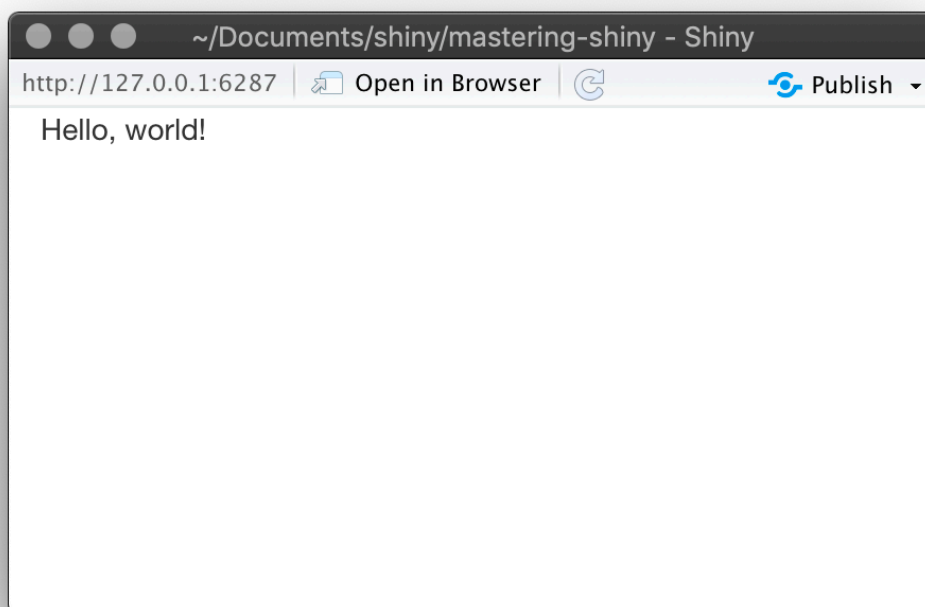 ~/Documents/shiny/mastering-shiny - Shiny
http://127.0.0.1:6287 Open in Browser Publish
Hello, world!